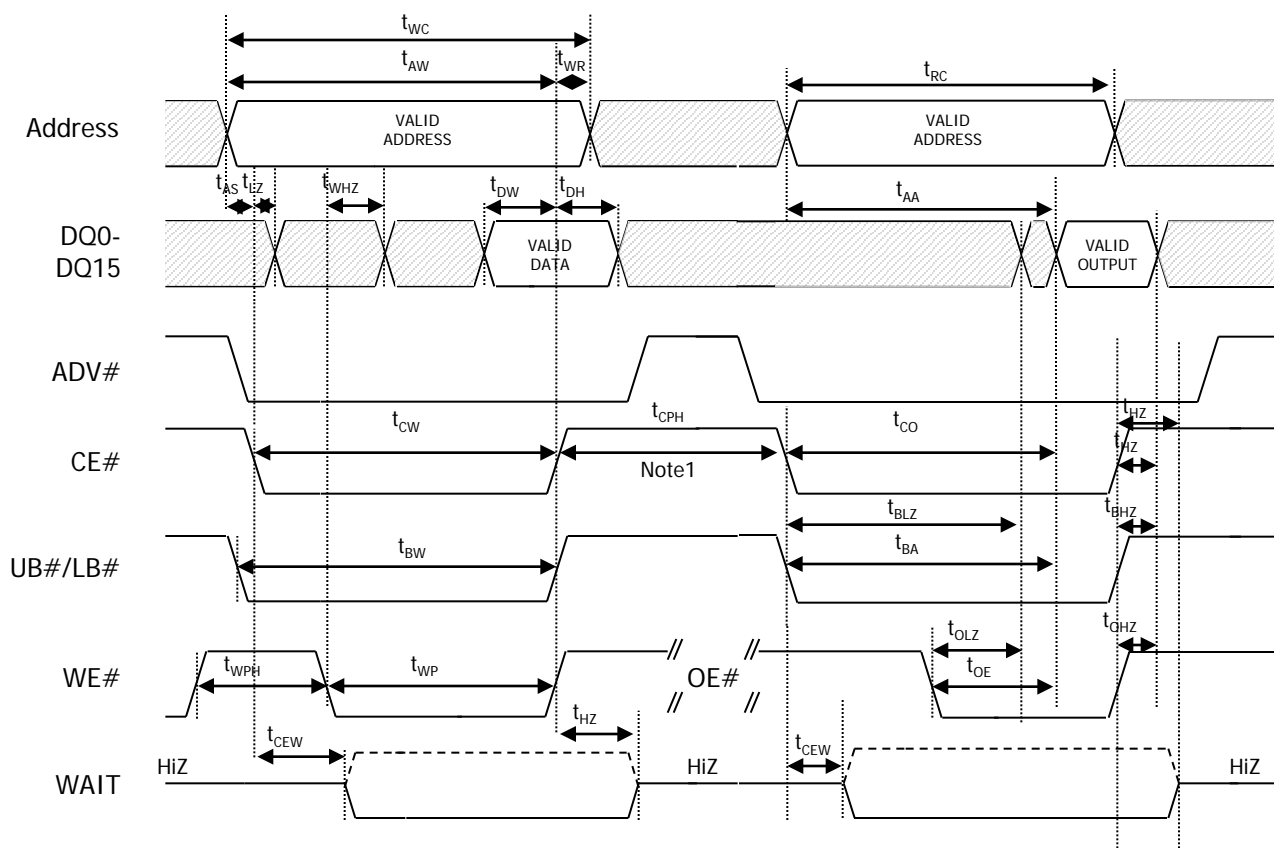 tWC
tAW
tWR
tRC
Address
VALID
ADDRESS
VALID
ADDRESS
tAS
tLZ
tWHZ
tDW
tDH
tAA
DQ0-
DQ15
VALID
DATA
VALID
OUTPUT
ADV#
tCW
tCPH
tCO
tHZ
CE#
Note1
tHZ
tBLZ
tBHZ
UB#/LB#
tBW
tBA
tOLZ
tOHZ
WE#
tWPH
tWP
//
OE#
//
tOE
//
//
tHZ
tCEW
tCEW
WAIT
HiZ
HiZ
HiZ